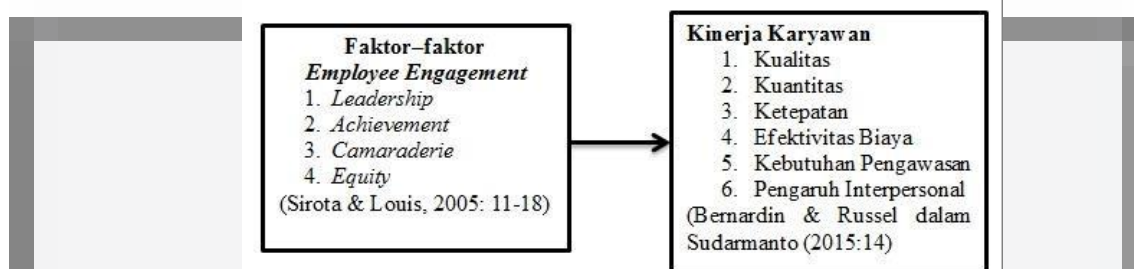 Faktor–faktor
Employee Engagement
1. Leadership
2. Achievement
3. Camaraderie
4. Equity
(Sirota & Louis, 2005: 11-18)
Kinerja Karyawan
1. Kualitas
2. Kuantitas
3. Ketepatan
4. Efektivitas Biaya
5. Kebutuhan Pengawasan
6. Pengaruh Interpersonal
(Bernardin & Russel dalam
Sudarmanto (2015:14)